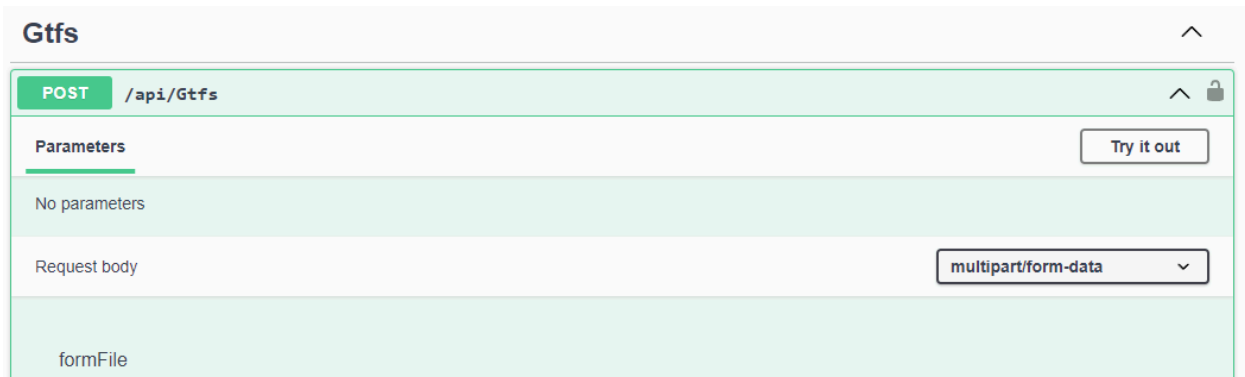 Gtfs
POST /api/Gtfs
Parameters Try it out
No parameters
Request body multipart/form-data
formFile